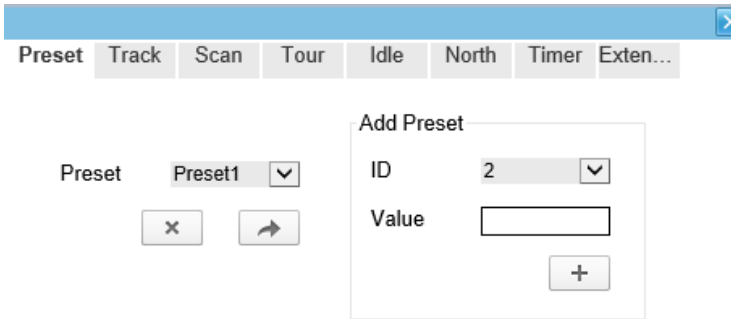 Preset Track Scan Tour Idle North Timer Exten...
Add Preset
Preset Preset1
ID 2
Value